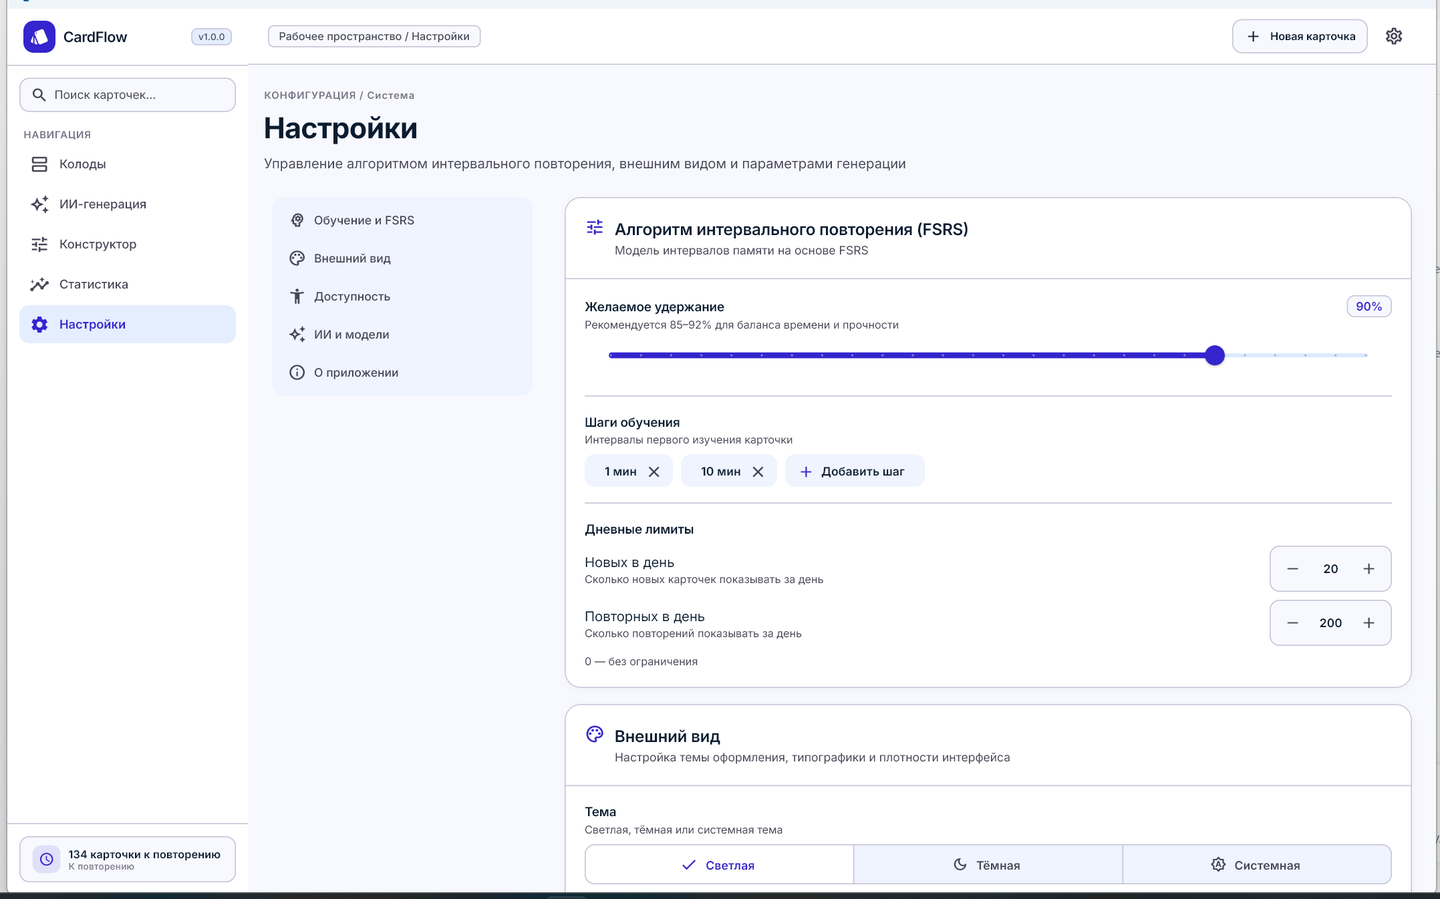 CardFlow
v1.0.0
Рабочее пространство / Настройки
Новая карточка
Поиск карточек...
НАВИГАЦИЯ
Колоды
ИИ-генерация
Конструктор
Статистика
Настройки
134 карточки к повторению
К повторению
КОНФИГУРАЦИЯ / Система
Настройки
Управление алгоритмом интервального повторения, внешним видом и параметрами генерации
Обучение и FSRS
Внешний вид
Доступность
ИИ и модели
О приложении
Алгоритм интервального повторения (FSRS)
Модель интервалов памяти на основе FSRS
Желаемое удержание
90%
Рекомендуется 85–92% для баланса времени и прочности
Шаги обучения
Интервалы первого изучения карточки
1 мин
10 мин
Добавить шаг
Дневные лимиты
Новых в день
Сколько новых карточек показывать за день
20
Повторных в день
Сколько повторений показывать за день
200
0 — без ограничения
Внешний вид
Настройка темы оформления, типографики и плотности интерфейса
Тема
Светлая, тёмная или системная тема
Светлая
Тёмная
Системная